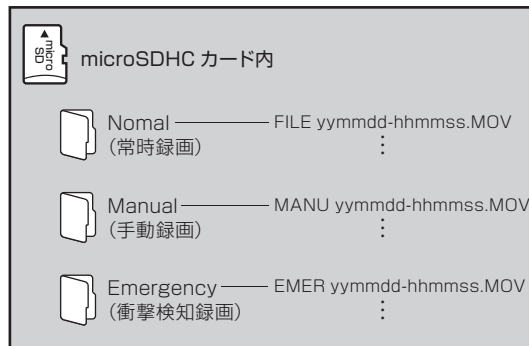 micro
SD
microSDHC カード内
Nomal FILE yymmdd-hhmmss.MOV
(常時録画)
Manual MANU yymmdd-hhmmss.MOV
(手動録画)
Emergency EMER yymmdd-hhmmss.MOV
(衝撃検知録画)